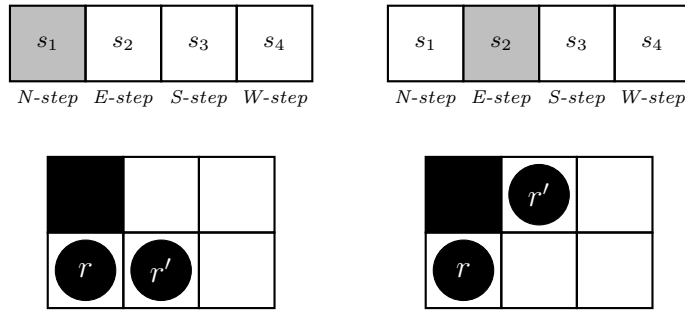 s₁ s₂ s₃ s₄ s₁ s₂ s₃ s₄
N-step E-step S-step W-step N-step E-step S-step W-step
r′
r r′ r